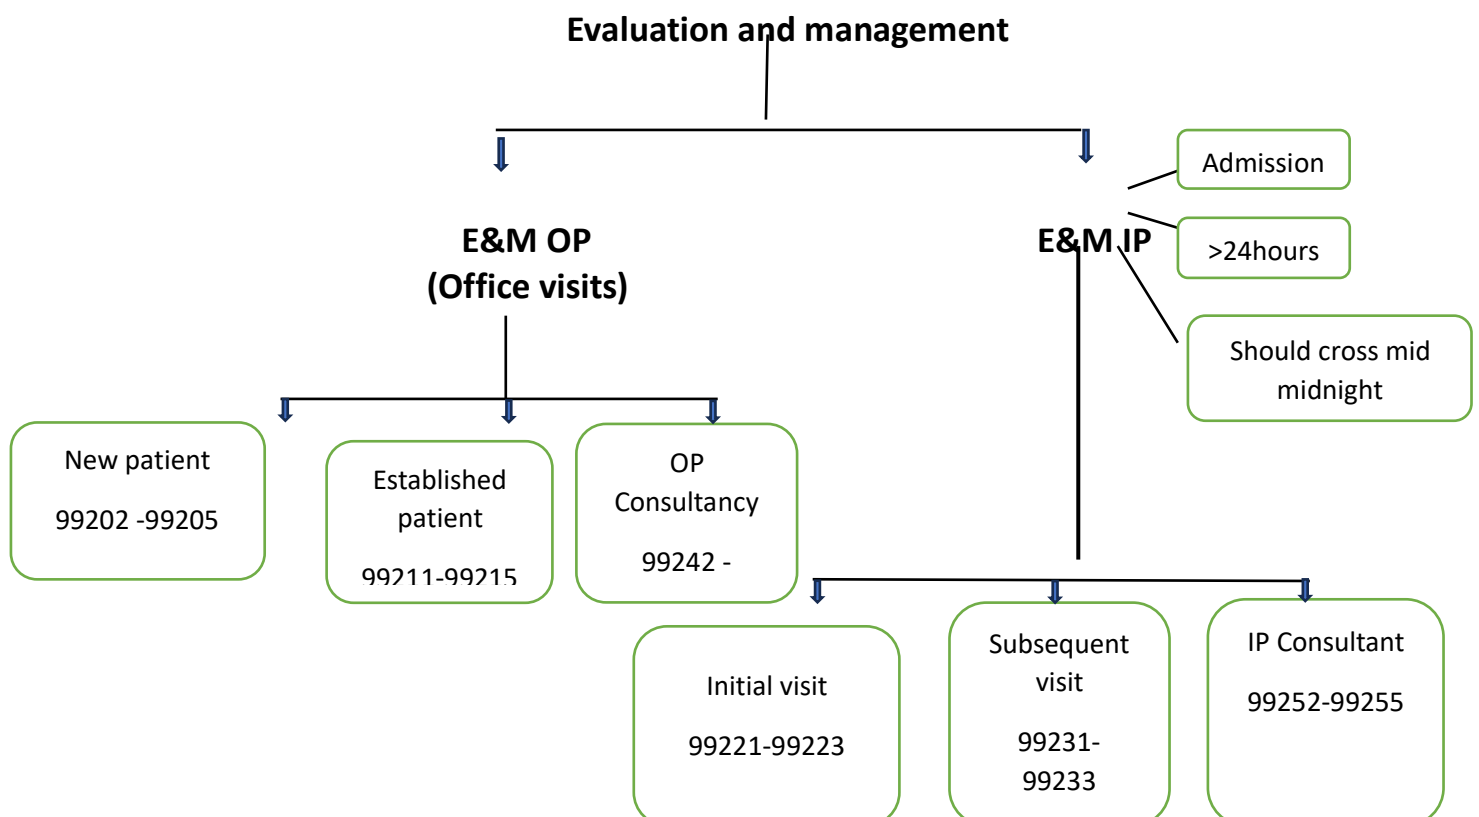 Evaluation and management
Admission
>24hours
Should cross mid
midnight
E&M OP
(Office visits)
E&M IP
New patient
99202 -99205
Established
patient
99211-99215
OP
Consultancy
99242 -
Initial visit
99221-99223
Subsequent
visit
99231-
99233
IP Consultant
99252-99255